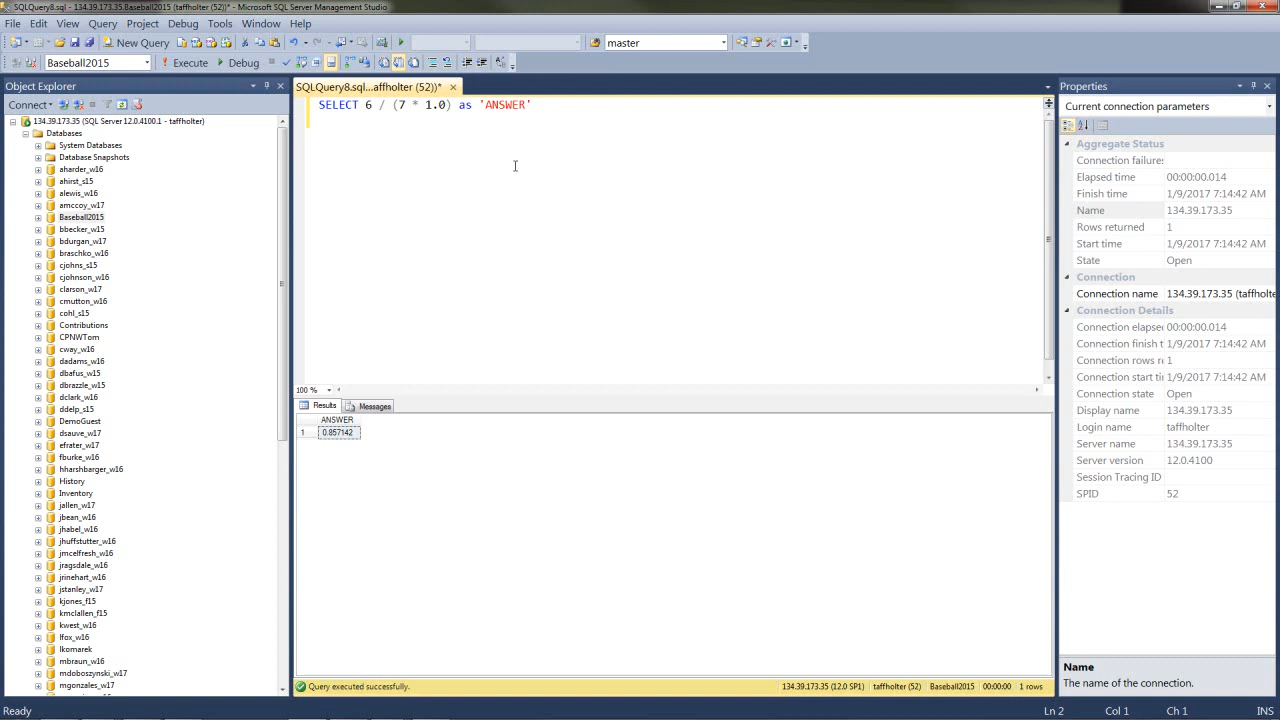 SQLQuery8.sql - 134.39.173.35.Baseball2015 (taffholter (52))* - Microsoft SQL Server Management Studio
File Edit View Query Project Debug Tools Window Help
New Query master
Baseball2015 Execute Debug
Object Explorer
Connect
134.39.173.35 (SQL Server 12.0.4100.1 - taffholter)
Databases
System Databases
Database Snapshots
aharder_w16
ahirst_s15
alewis_w16
amccoy_w17
Baseball2015
bbecker_w15
bdurgan_w17
braschko_w16
cjohns_s15
cjohnson_w16
clarson_w17
cmutton_w16
cohl_s15
Contributions
CPNWTom
cway_w16
dadams_w16
dbafus_w15
dbrazzle_w15
dclark_w16
ddelp_s15
DemoGuest
dsauve_w17
efrater_w17
fburke_w16
hharshbarger_w16
History
Inventory
jallen_w17
jbean_w16
jhabel_w16
jhuffstutter_w16
jmcelfresh_w16
jragsdale_w16
jrinehart_w16
jstanley_w17
kjones_f15
kmclallen_f15
kwest_w16
lfox_w16
lkomarek
mbraun_w16
mdoboszynski_w17
mgonzales_w17
SQLQuery8.sql...affholter (52))*
SELECT 6 / (7 * 1.0) as 'ANSWER'
100 %
Results Messages
ANSWER
1 0.857142
Query executed successfully. 134.39.173.35 (12.0 SP1) taffholter (52) Baseball2015 00:00:00 1 rows
Properties
Current connection parameters
Aggregate Status
Connection failures
Elapsed time 00:00:00.014
Finish time 1/9/2017 7:14:42 AM
Name 134.39.173.35
Rows returned 1
Start time 1/9/2017 7:14:42 AM
State Open
Connection
Connection name 134.39.173.35 (taffholte
Connection Details
Connection elapse 00:00:00.014
Connection finish t 1/9/2017 7:14:42 AM
Connection rows re 1
Connection start ti 1/9/2017 7:14:42 AM
Connection state Open
Display name 134.39.173.35
Login name taffholter
Server name 134.39.173.35
Server version 12.0.4100
Session Tracing ID
SPID 52
Name
The name of the connection.
Ready Ln 2 Col 1 Ch 1 INS